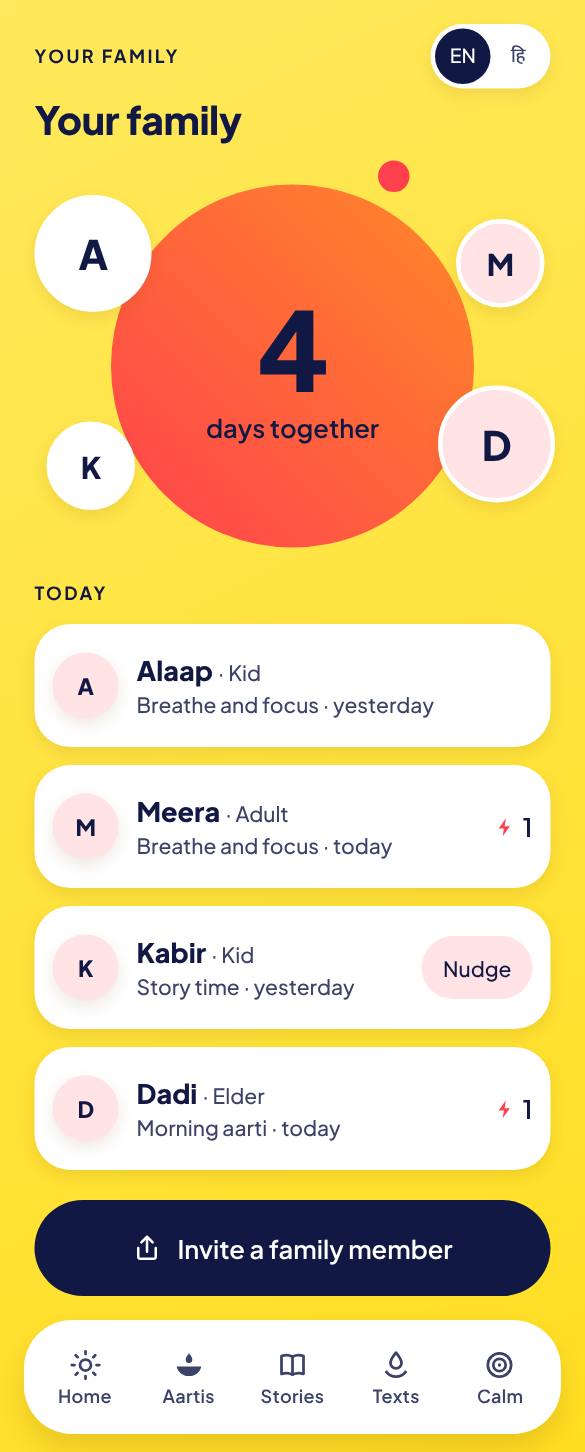 YOUR FAMILY
EN हि
Your family
A
M
4
days together
D
K
TODAY
A
Alaap · Kid
Breathe and focus · yesterday
M
Meera · Adult
Breathe and focus · today
1
K
Kabir · Kid
Story time · yesterday
Nudge
D
Dadi · Elder
Morning aarti · today
1
Invite a family member
Home Aartis Stories Texts Calm